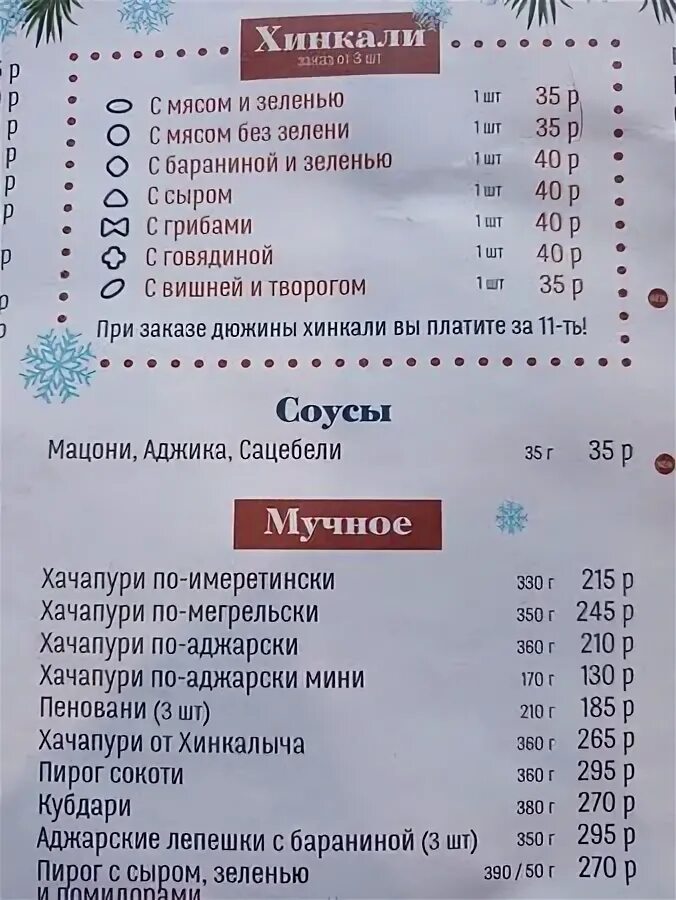 Хинкали
заказ от 3 шт
С мясом и зеленью 1 шт 35 р
С мясом без зелени 1 шт 35 р
С бараниной и зеленью 1 шт 40 р
С сыром 1 шт 40 р
С грибами 1 шт 40 р
С говядиной 1 шт 40 р
С вишней и творогом 1 шт 35 р
При заказе дюжины хинкали вы платите за 11-ть!
Соусы
Мацони, Аджика, Сацебели 35 г 35 р
Мучное
Хачапури по-имеретински 330 г 215 р
Хачапури по-мегрельски 350 г 245 р
Хачапури по-аджарски 360 г 210 р
Хачапури по-аджарски мини 170 г 130 р
Пеновани (3 шт) 210 г 185 р
Хачапури от Хинкалыча 360 г 265 р
Пирог сокоти 360 г 295 р
Кубдари 380 г 270 р
Аджарские лепешки с бараниной (3 шт) 350 г 295 р
Пирог с сыром, зеленью 390/50 г 270 р
и помидорами